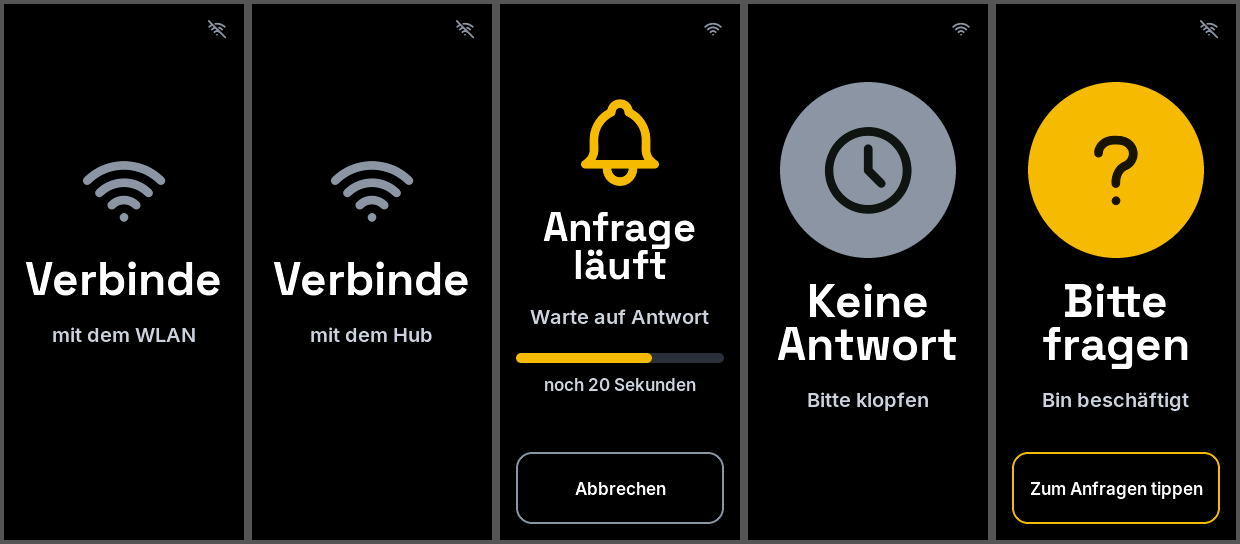 Verbinde
mit dem WLAN
Verbinde
mit dem Hub
Anfrage
läuft
Warte auf Antwort
noch 20 Sekunden
Abbrechen
Keine
Antwort
Bitte klopfen
?
Bitte
fragen
Bin beschäftigt
Zum Anfragen tippen